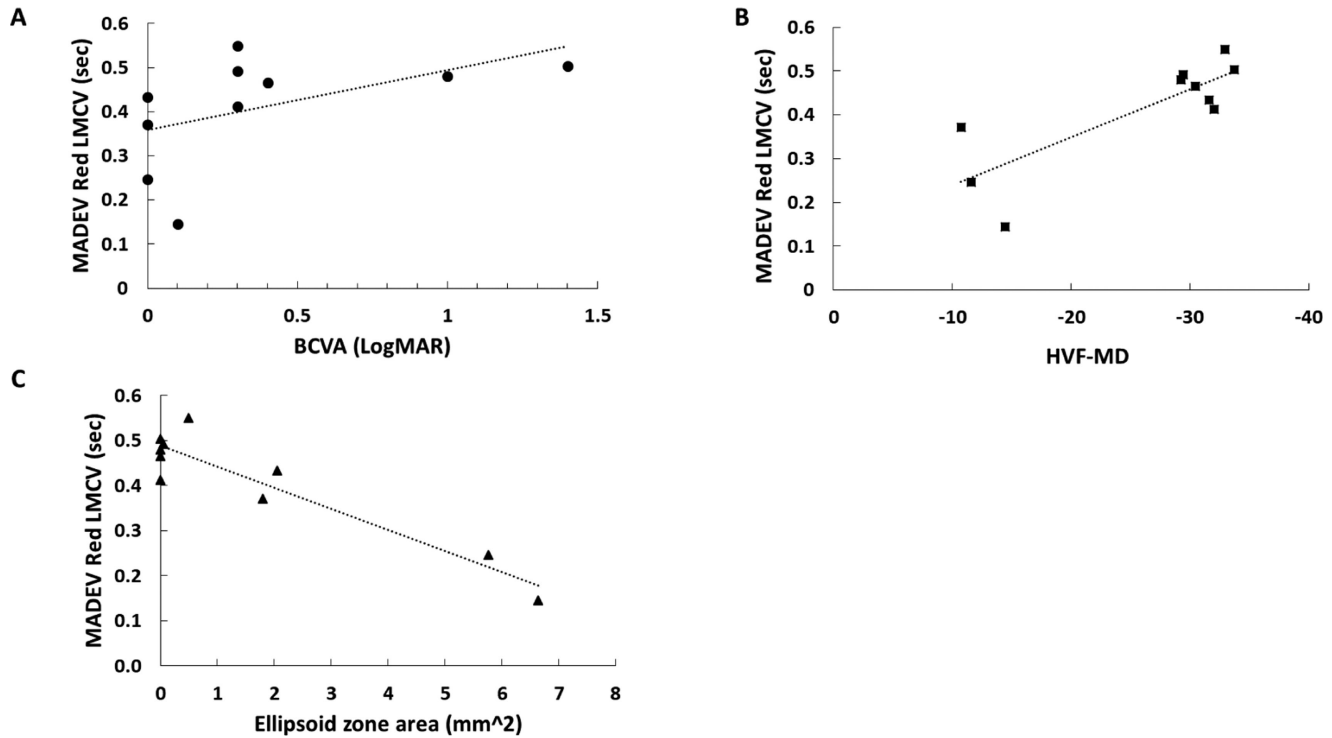 A
MADEV Red LMCV (sec)
0.6
0.5
0.4
0.3
0.2
0.1
0
0 0.5 1 1.5
BCVA (LogMAR)
B
MADEV Red LMCV (sec)
0.6
0.5
0.4
0.3
0.2
0.1
0
0 -10 -20 -30 -40
HVF-MD
C
MADEV Red LMCV (sec)
0.6
0.5
0.4
0.3
0.2
0.1
0.0
0 1 2 3 4 5 6 7 8
Ellipsoid zone area (mm^2)